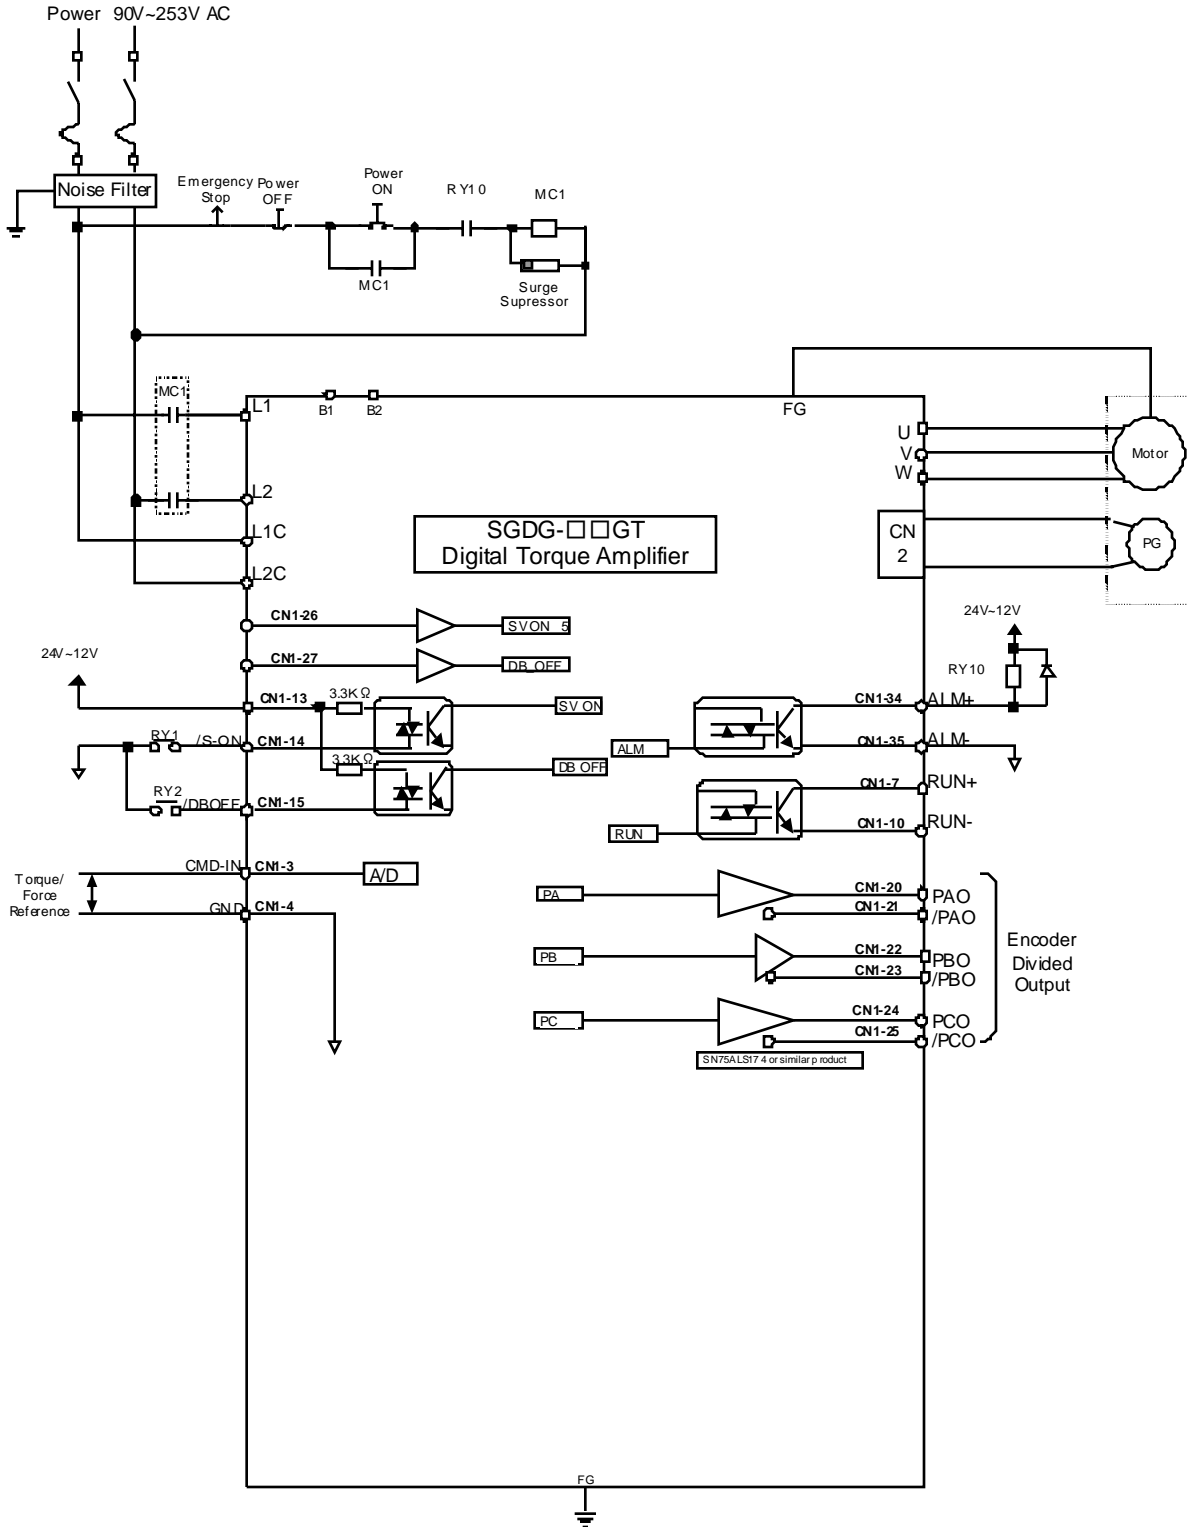 Power 90V~253V AC
Noise Filter
Emergency
Stop
Power
OFF
Power
ON
RY10
MC1
MC1
Surge
Supressor
MC1
L1
B1
B2
FG
U
V
W
Motor
L2
L1C
L2C
SGDG-□□GT
Digital Torque Amplifier
CN
2
PG
CN1-26
SVON 5
24V~12V
CN1-27
DB_OFF
24V~12V
RY10
CN1-13
3.3KΩ
SVON
CN1-34
ALM+
RY1
/S-ON
CN1-14
ALM
CN1-35
ALM-
3.3KΩ
DBOFF
RY2
/DBOFF
CN1-15
CN1-7
RUN+
RUN
CN1-10
RUN-
Torque/
Force
Reference
CMD-IN
CN1-3
A/D
GND
CN1-4
PA
CN1-20
PAO
CN1-21
/PAO
PB
CN1-22
PBO
CN1-23
/PBO
PC
CN1-24
PCO
CN1-25
/PCO
Encoder
Divided
Output
SN75ALS174 or similar product
FG